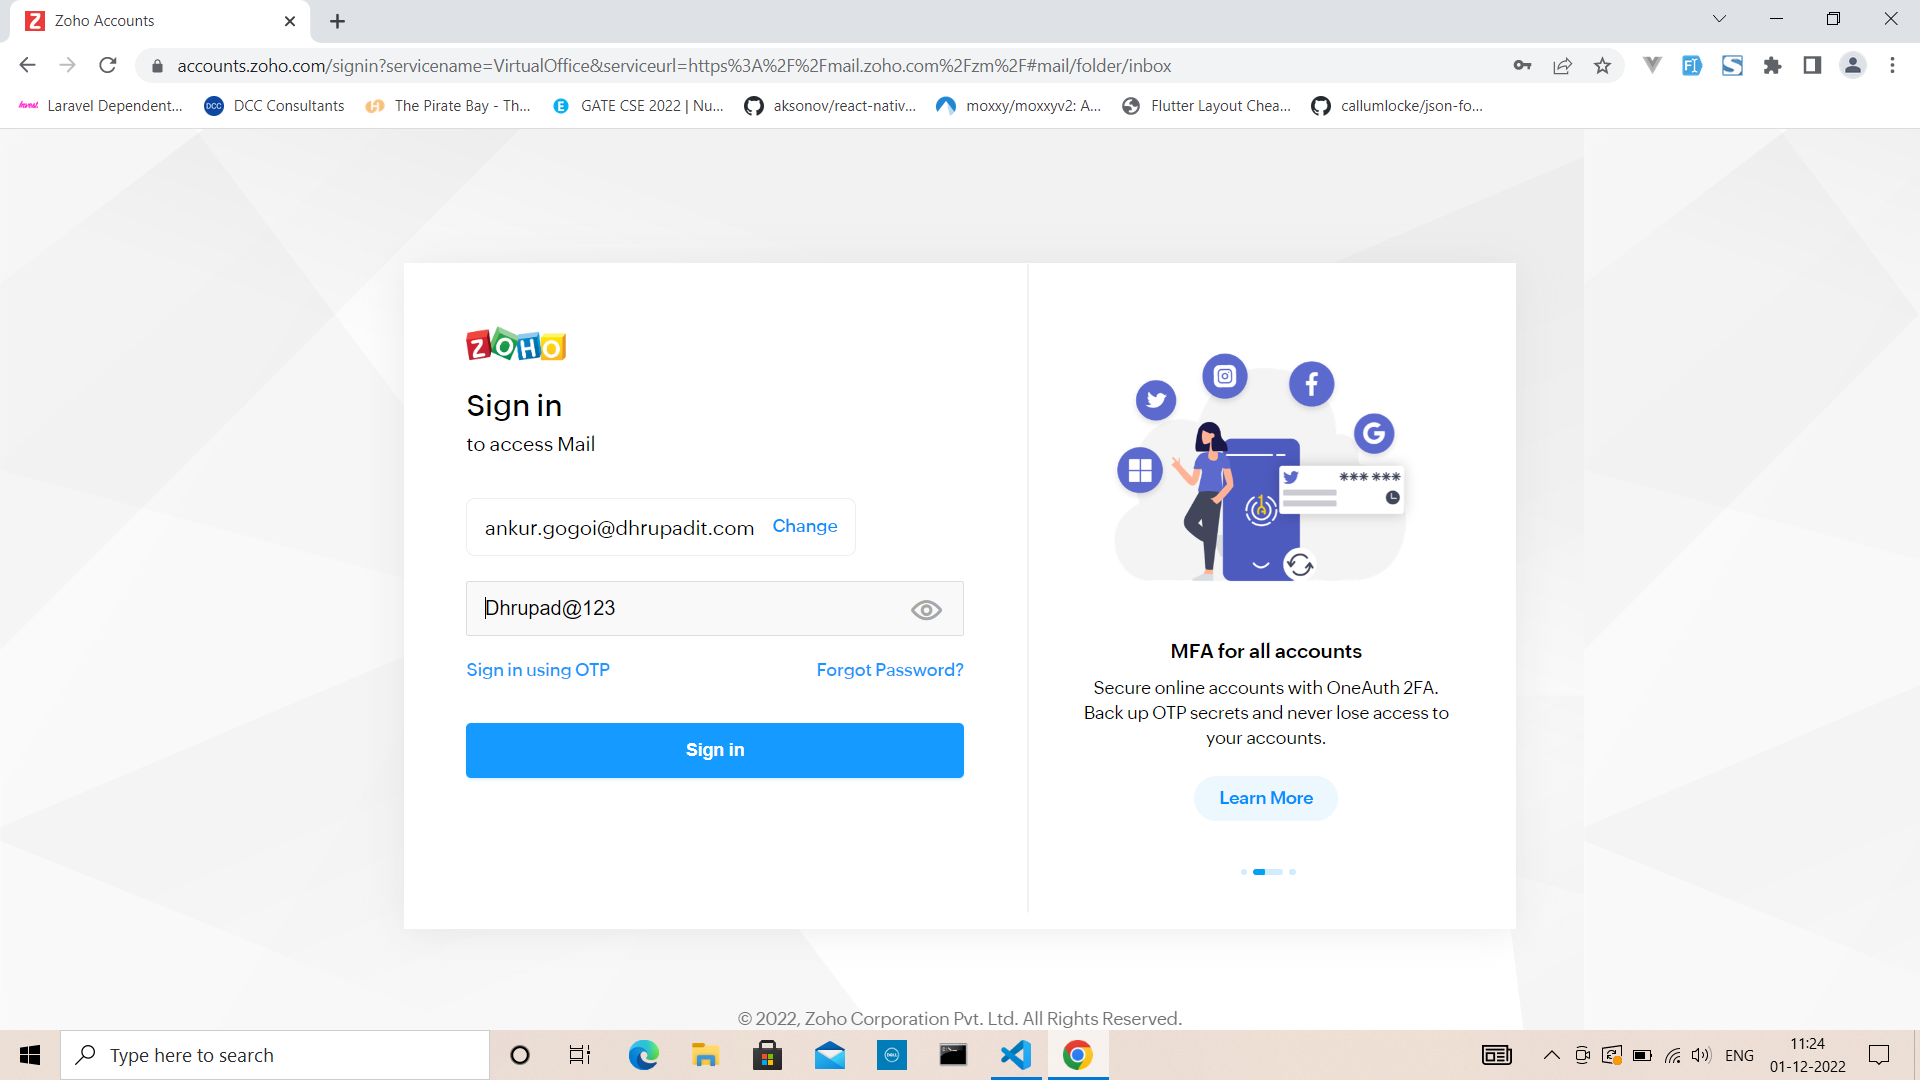 Zoho Accounts
accounts.zoho.com/signin?servicename=VirtualOffice&serviceurl=https%3A%2F%2Fmail.zoho.com%2Fzm%2F#mail/folder/inbox
Laravel Dependent... DCC Consultants The Pirate Bay - Th... GATE CSE 2022 | Nu... aksonov/react-nativ... moxxy/moxxyv2: A... Flutter Layout Chea... callumlocke/json-fo...
ZOHO
Sign in
to access Mail
ankur.gogoi@dhrupadit.com Change
Dhrupad@123
Sign in using OTP Forgot Password?
Sign in
*** ***
MFA for all accounts
Secure online accounts with OneAuth 2FA.
Back up OTP secrets and never lose access to
your accounts.
Learn More
© 2022, Zoho Corporation Pvt. Ltd. All Rights Reserved.
Type here to search
ENG
11:24
01-12-2022